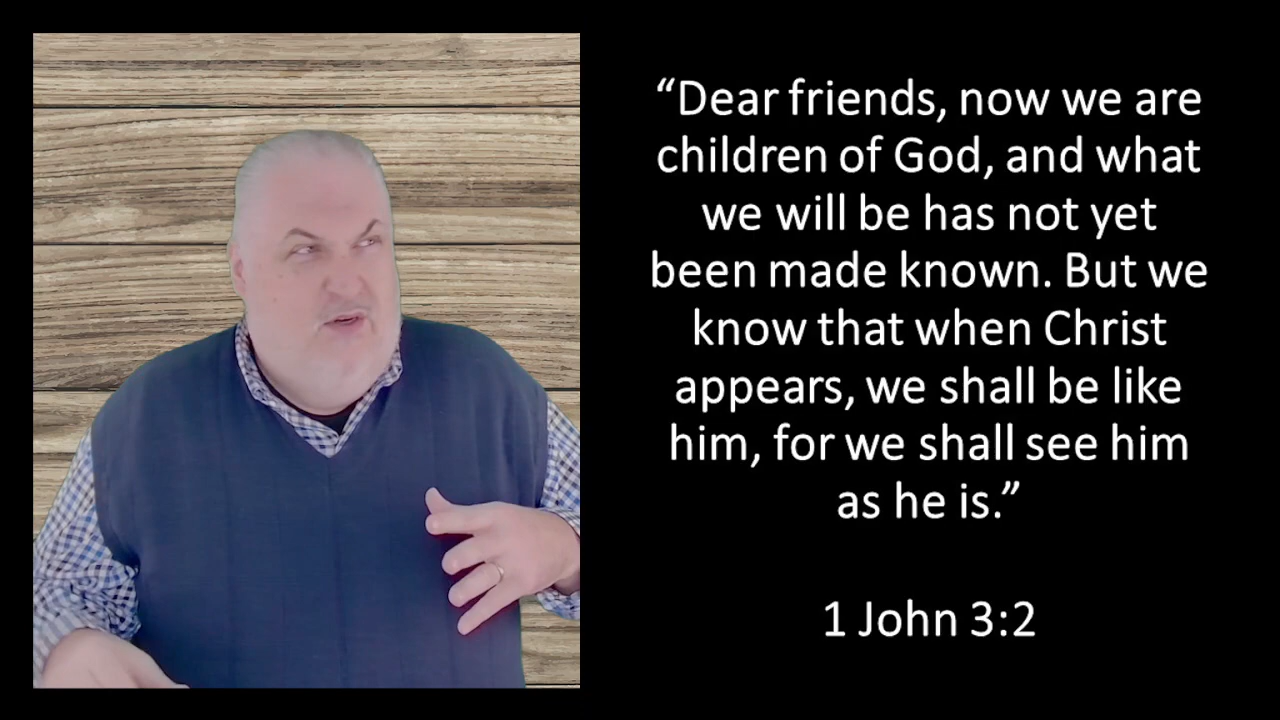 “Dear friends, now we are
children of God, and what
we will be has not yet
been made known. But we
know that when Christ
appears, we shall be like
him, for we shall see him
as he is.”
1 John 3:2